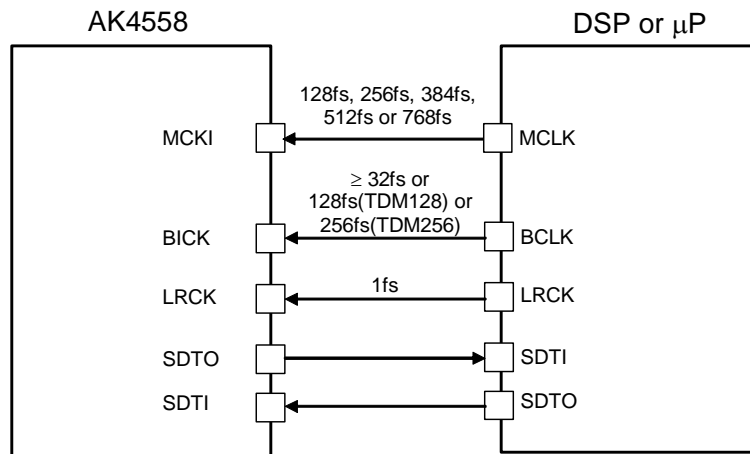 AK4558
DSP or μP
128fs, 256fs, 384fs,
512fs or 768fs
MCKI
MCLK
≥ 32fs or
128fs(TDM128) or
256fs(TDM256)
BICK
BCLK
1fs
LRCK
LRCK
SDTO
SDTI
SDTI
SDTO